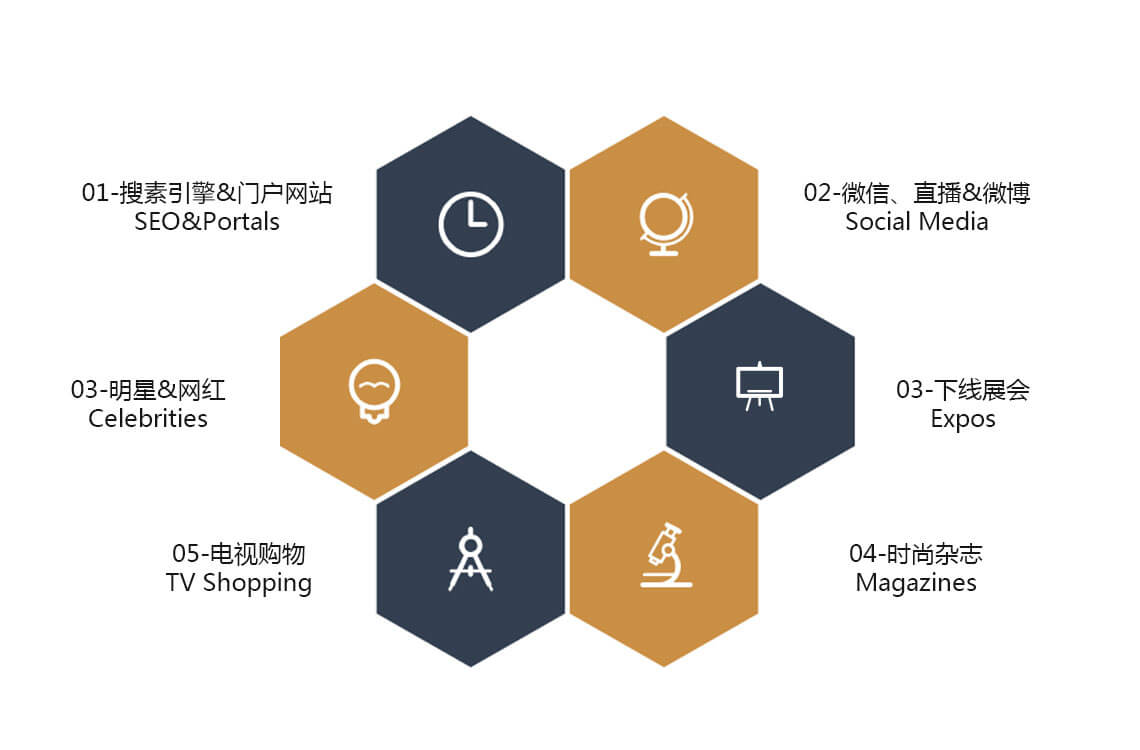 01-搜素引擎&门户网站
SEO&Portals
02-微信、直播&微博
Social Media
03-明星&网红
Celebrities
03-下线展会
Expos
05-电视购物
TV Shopping
04-时尚杂志
Magazines